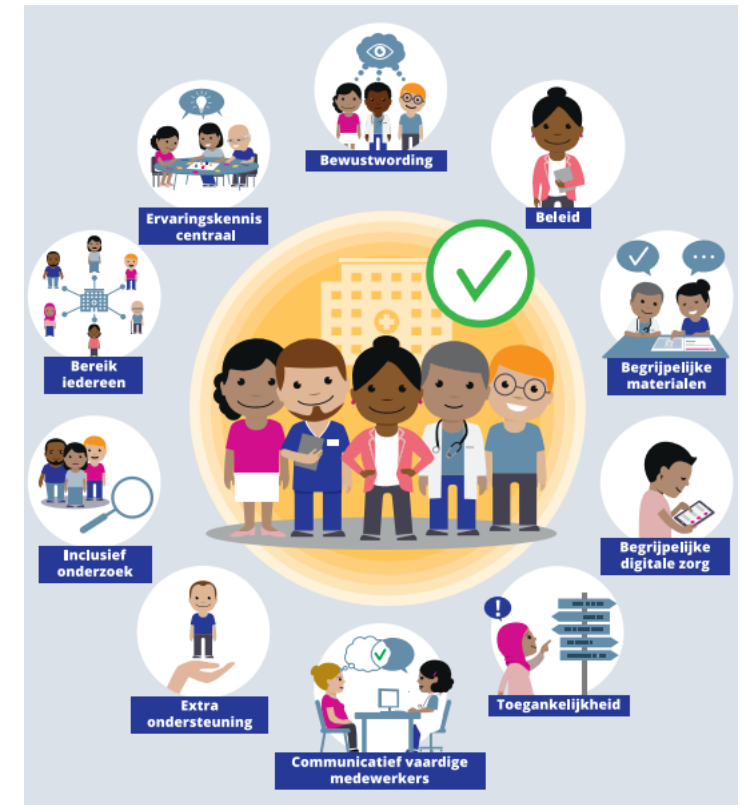 Bewustwording
Beleid
Begrijpelijke
materialen
Begrijpelijke
digitale zorg
Toegankelijkheid
Communicatief vaardige
medewerkers
Extra
ondersteuning
Inclusief
onderzoek
Bereik
iedereen
Ervaringskennis
centraal